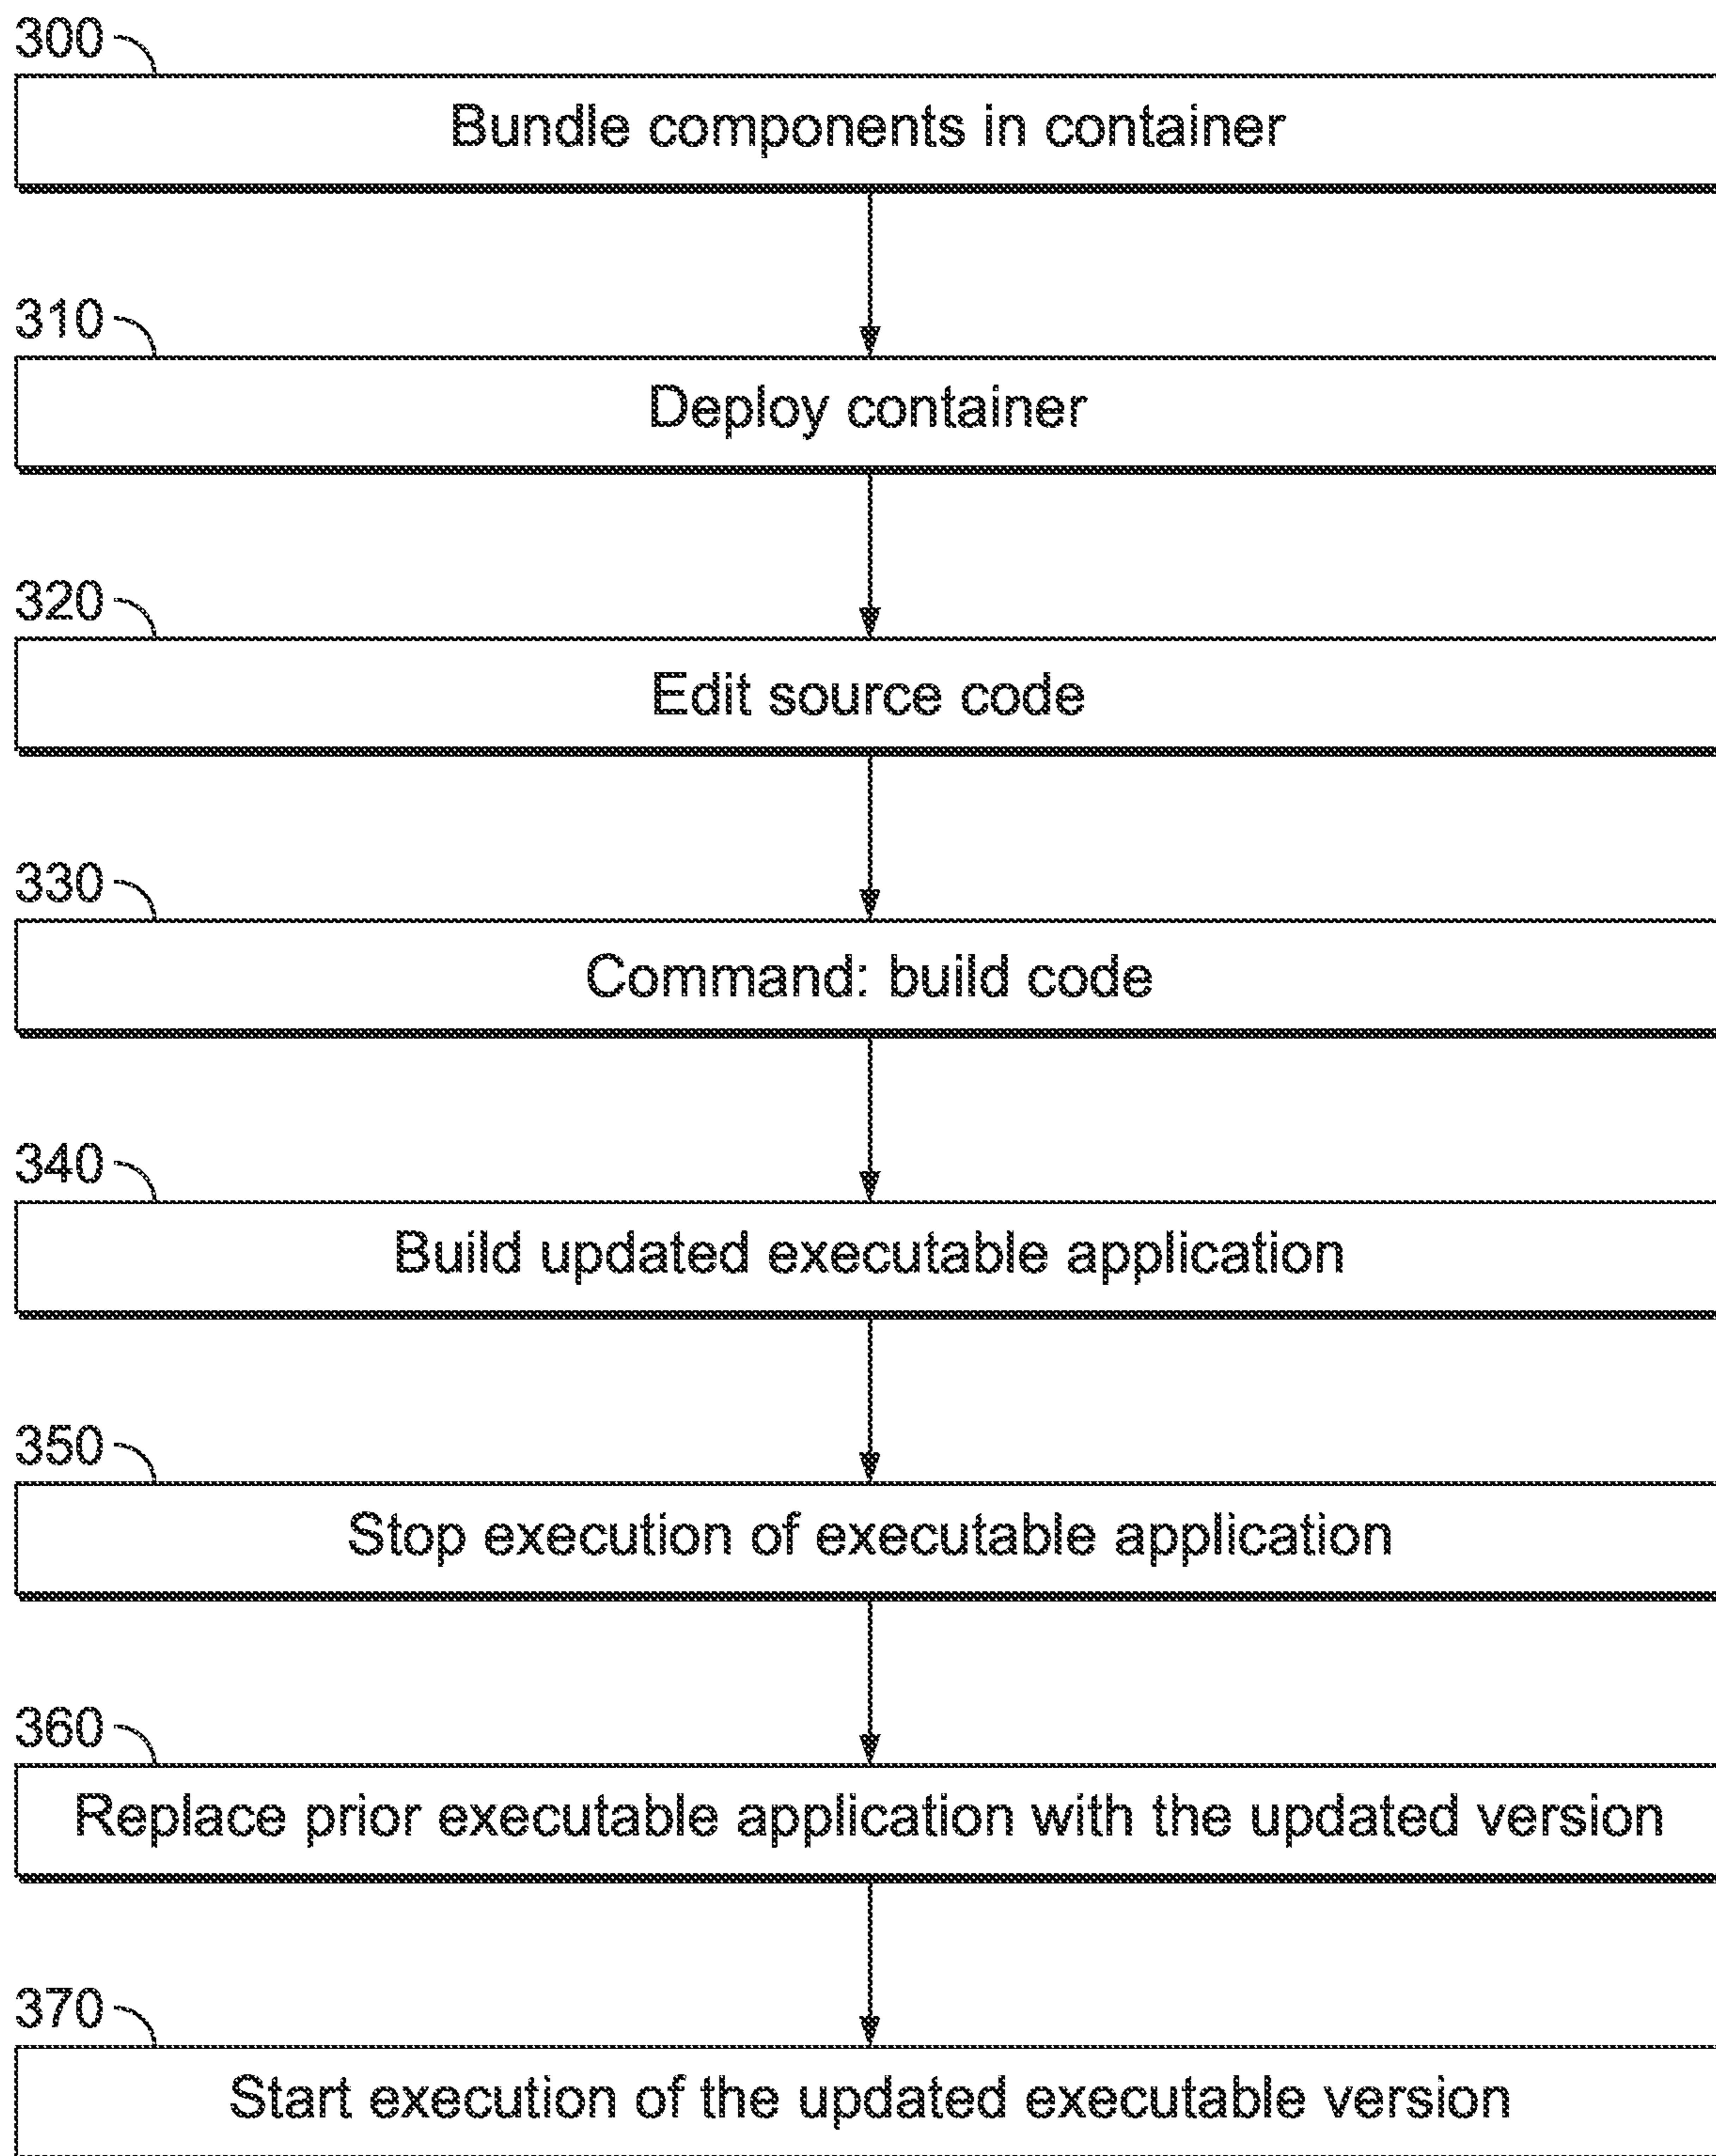 300
Bundle components in container
310
Deploy container
320
Edit source code
330
Command: build code
340
Build updated executable application
350
Stop execution of executable application
360
Replace prior executable application with the updated version
370
Start execution of the updated executable version